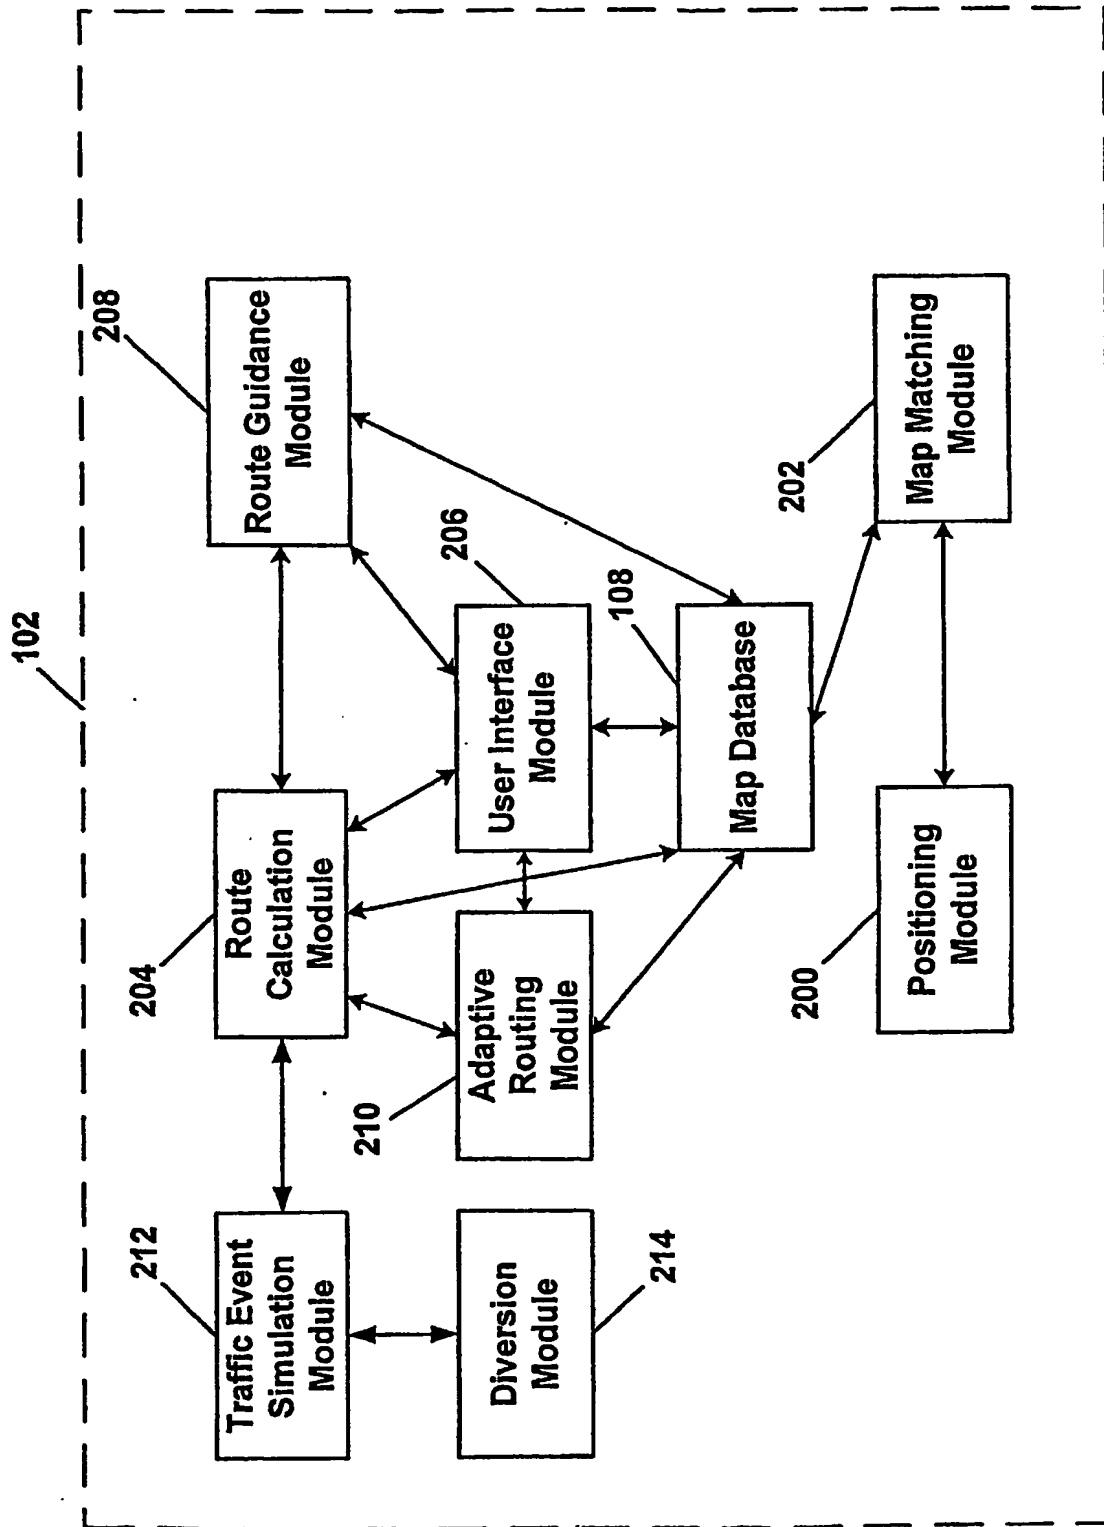 102
212
Traffic Event
Simulation
Module
204
Route
Calculation
Module
208
Route Guidance
Module
Diversion
Module
214
210
Adaptive
Routing
Module
206
User Interface
Module
108
Map Database
200
Positioning
Module
202
Map Matching
Module